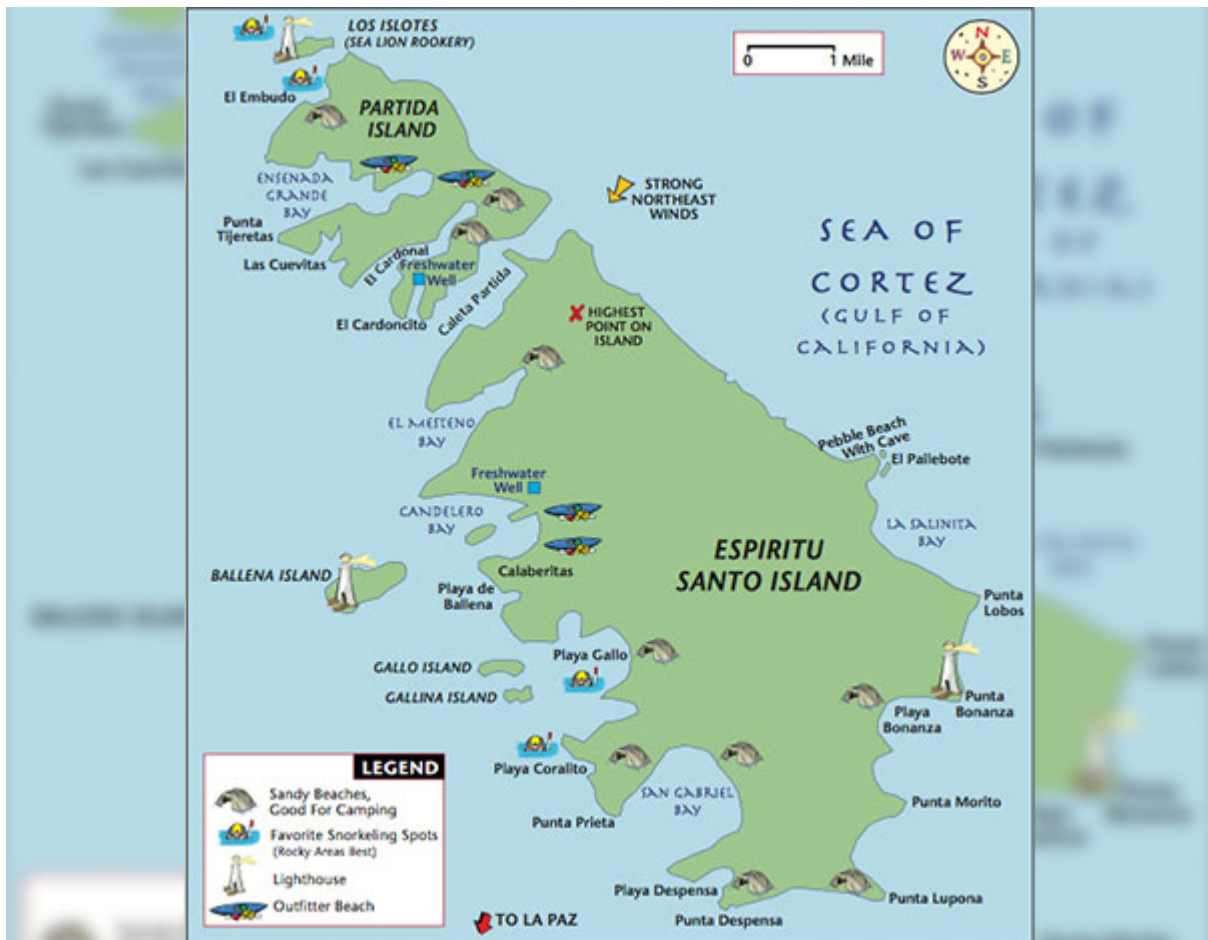 LOS ISLOTES
(SEA LION ROOKERY)
0 1 Mile
N
W E
S
El Embudo
PARTIDA
ISLAND
ENSENADA
GRANDE
BAY
STRONG
NORTHEAST
WINDS
Punta
Tijeretas
Las Cuevitas
El Cardonal
Freshwater
Well
El Cardoncito
Caleta Partida
SEA OF
CORTEZ
(GULF OF
CALIFORNIA)
HIGHEST
POINT ON
ISLAND
EL MESTENO
BAY
Pebble Beach
With Cave
El Pailebote
Freshwater
Well
CANDELERO
BAY
LA SALINITA
BAY
ESPIRITU
SANTO ISLAND
BALLENA ISLAND
Calaberitas
Playa de
Ballena
Punta
Lobos
Playa Gallo
GALLO ISLAND
GALLINA ISLAND
Playa
Bonanza
Punta
Bonanza
Playa Coralito
SAN GABRIEL
BAY
Punta Prieta
Punta Morito
Playa Despensa
Punta Despensa
Punta Lupona
TO LA PAZ
LEGEND
Sandy Beaches,
Good For Camping
Favorite Snorkeling Spots
(Rocky Areas Best)
Lighthouse
Outfitter Beach